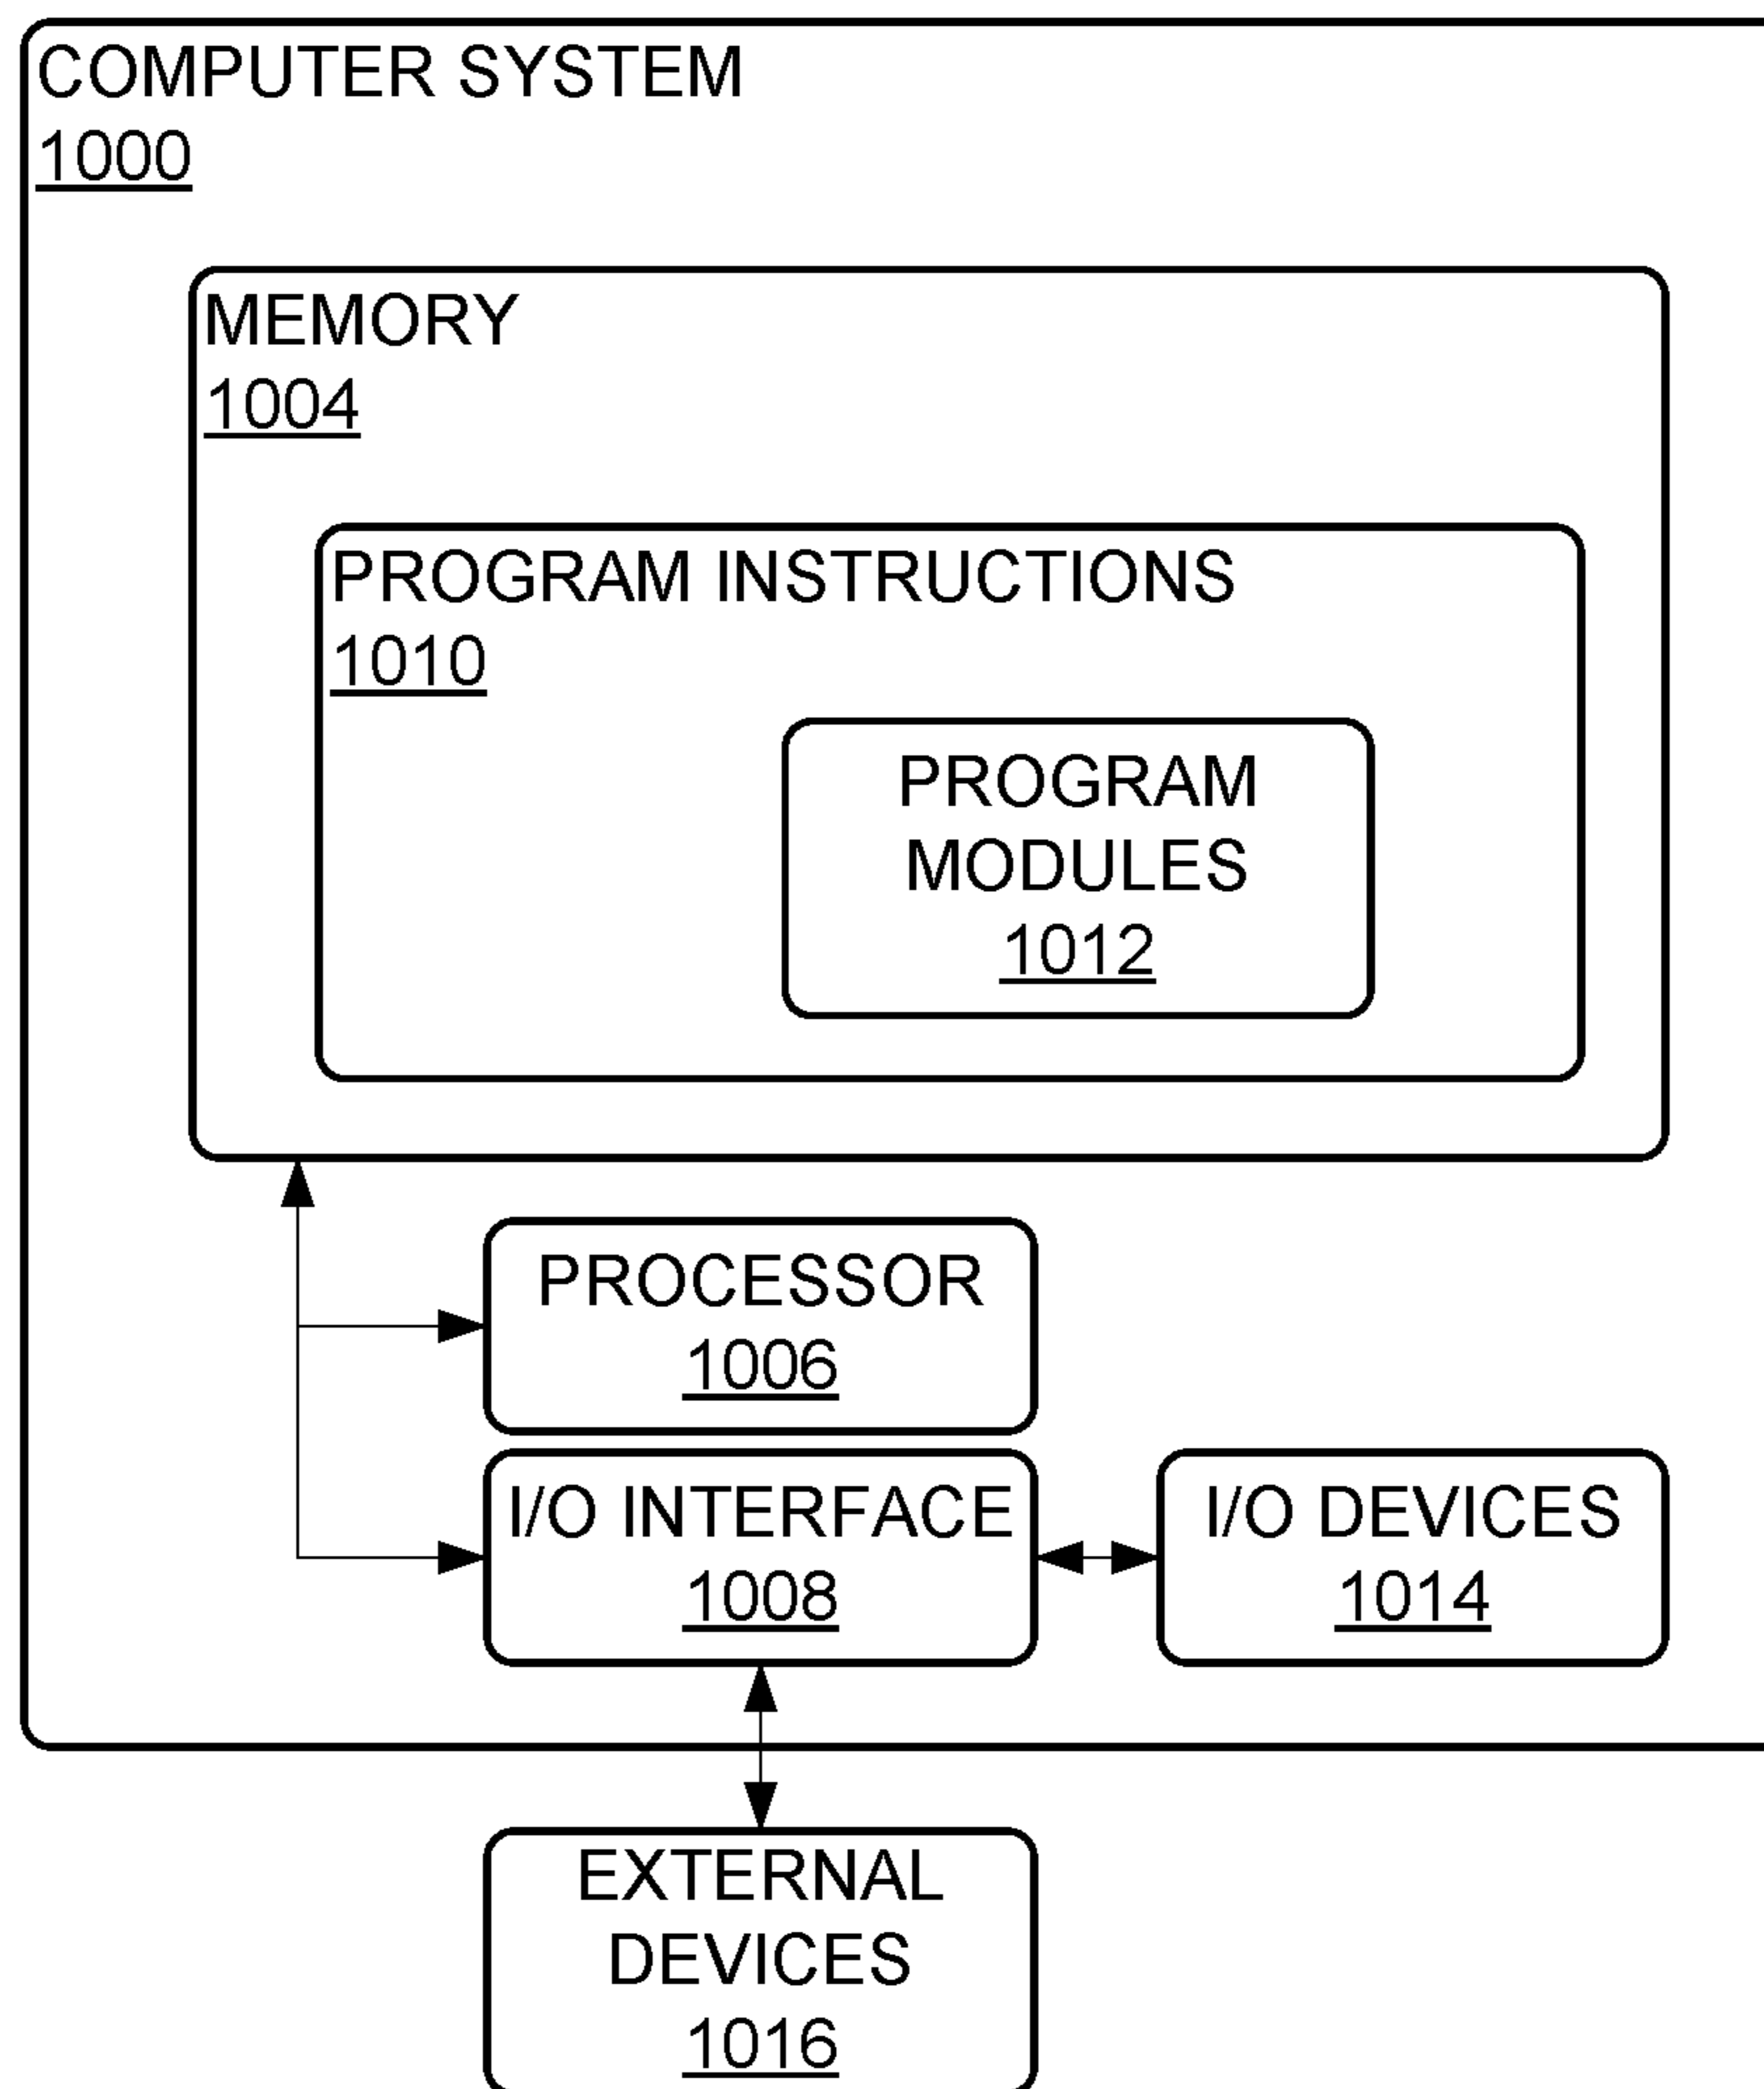 COMPUTER SYSTEM
1000
MEMORY
1004
PROGRAM INSTRUCTIONS
1010
PROGRAM
MODULES
1012
PROCESSOR
1006
I/O INTERFACE
1008
I/O DEVICES
1014
EXTERNAL
DEVICES
1016